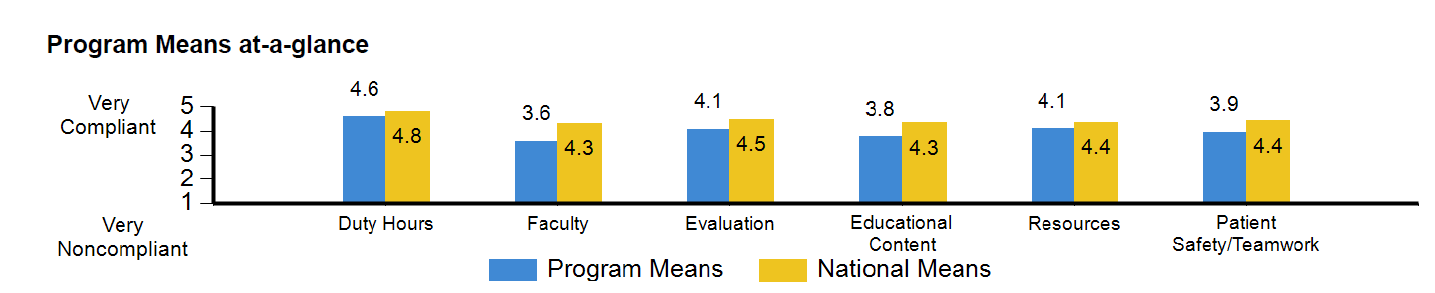 Program Means at-a-glance
Very
Compliant
5
4
3
2
1
Very
Noncompliant
4.6
4.8
3.6
4.3
4.1
4.5
3.8
4.3
4.1
4.4
3.9
4.4
Duty Hours
Faculty
Evaluation
Educational
Content
Resources
Patient
Safety/Teamwork
Program Means
National Means